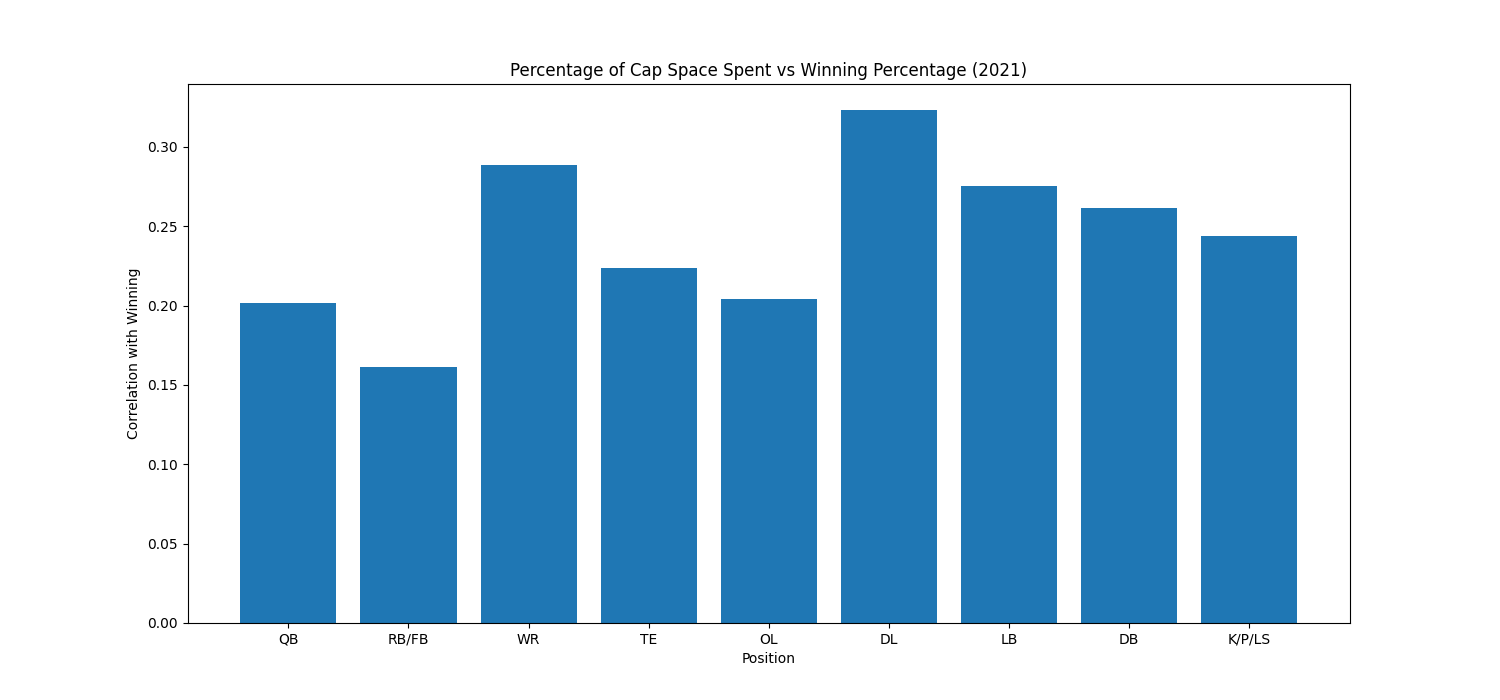 Percentage of Cap Space Spent vs Winning Percentage (2021)
Correlation with Winning
0.30
0.25
0.20
0.15
0.10
0.05
0.00
QB RB/FB WR TE OL DL LB DB K/P/LS
Position